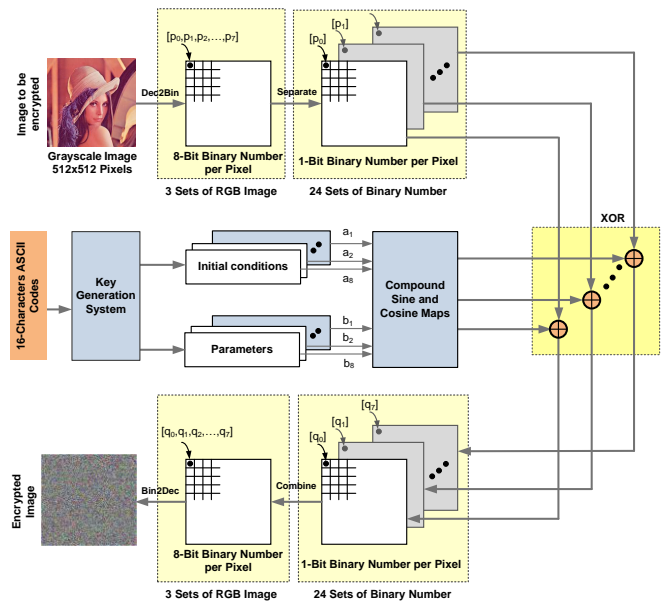 [p0,p1,p2,...,p7]
[p1]
[p0]
Image to be
encrypted
Dec2Bin
Separate
Grayscale Image
512x512 Pixels
8-Bit Binary Number
per Pixel
1-Bit Binary Number per Pixel
3 Sets of RGB Image
24 Sets of Binary Number
XOR
16-Characters ASCII
Codes
Key
Generation
System
Initial conditions
a1
a2
a8
Parameters
b1
b2
b8
Compound
Sine and
Cosine Maps
[q0,q1,q2,...,q7]
[q7]
[q1]
[q0]
Encrypted
Image
Bin2Dec
Combine
8-Bit Binary Number
per Pixel
1-Bit Binary Number per Pixel
3 Sets of RGB Image
24 Sets of Binary Number